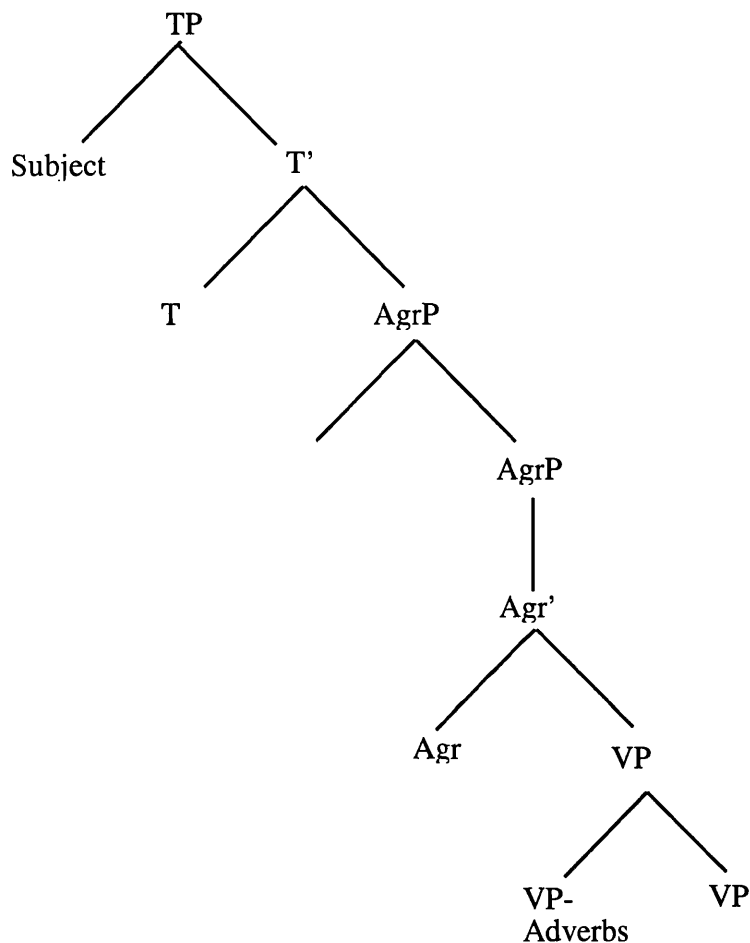 TP
Subject
T'
T
AgrP
AgrP
Agr'
Agr
VP
VP-
Adverbs
VP